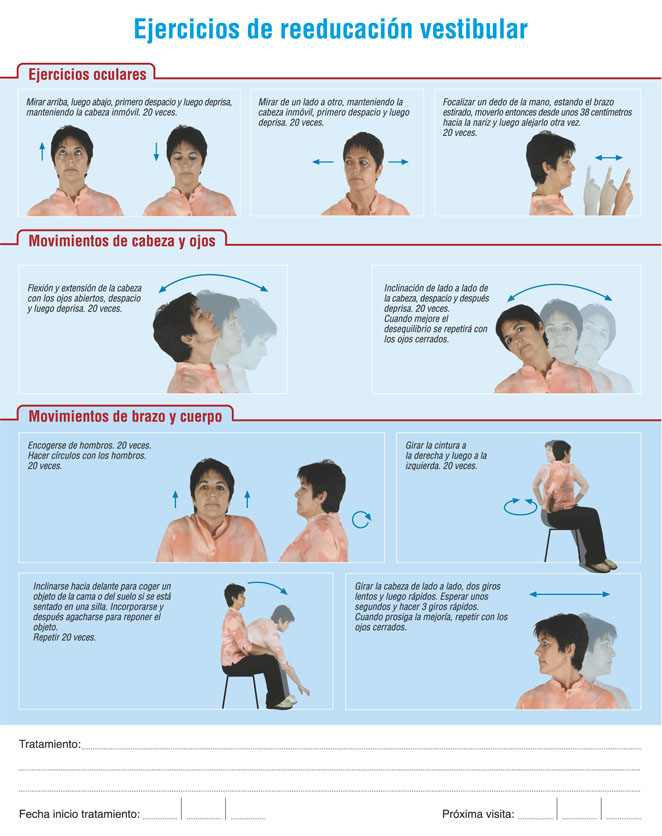 Ejercicios de reeducación vestibular
Ejercicios oculares
Mirar arriba, luego abajo, primero despacio y luego deprisa,
manteniendo la cabeza inmóvil. 20 veces.
Mirar de un lado a otro, manteniendo la
cabeza inmóvil, primero despacio y luego
deprisa. 20 veces.
Focalizar un dedo de la mano, estando el brazo
estirado, moverlo entonces desde unos 38 centímetros
hacia la nariz y luego alejarlo otra vez.
20 veces.
Movimientos de cabeza y ojos
Flexión y extensión de la cabeza
con los ojos abiertos, despacio
y luego deprisa. 20 veces.
Inclinación de lado a lado de
la cabeza, despacio y después
deprisa. 20 veces.
Cuando mejore el
desequilibrio se repetirá con
los ojos cerrados.
Movimientos de brazo y cuerpo
Encogerse de hombros. 20 veces.
Hacer círculos con los hombros.
20 veces.
Girar la cintura a
la derecha y luego a la
izquierda. 20 veces.
Inclinarse hacia delante para coger un
objeto de la cama o del suelo si se está
sentado en una silla. Incorporarse y
después agacharse para reponer el
objeto.
Repetir 20 veces.
Girar la cabeza de lado a lado, dos giros
lentos y luego rápidos. Esperar unos
segundos y hacer 3 giros rápidos.
Cuando prosiga la mejoría, repetir con los
ojos cerrados.
Tratamiento:
Fecha inicio tratamiento:
Próxima visita: